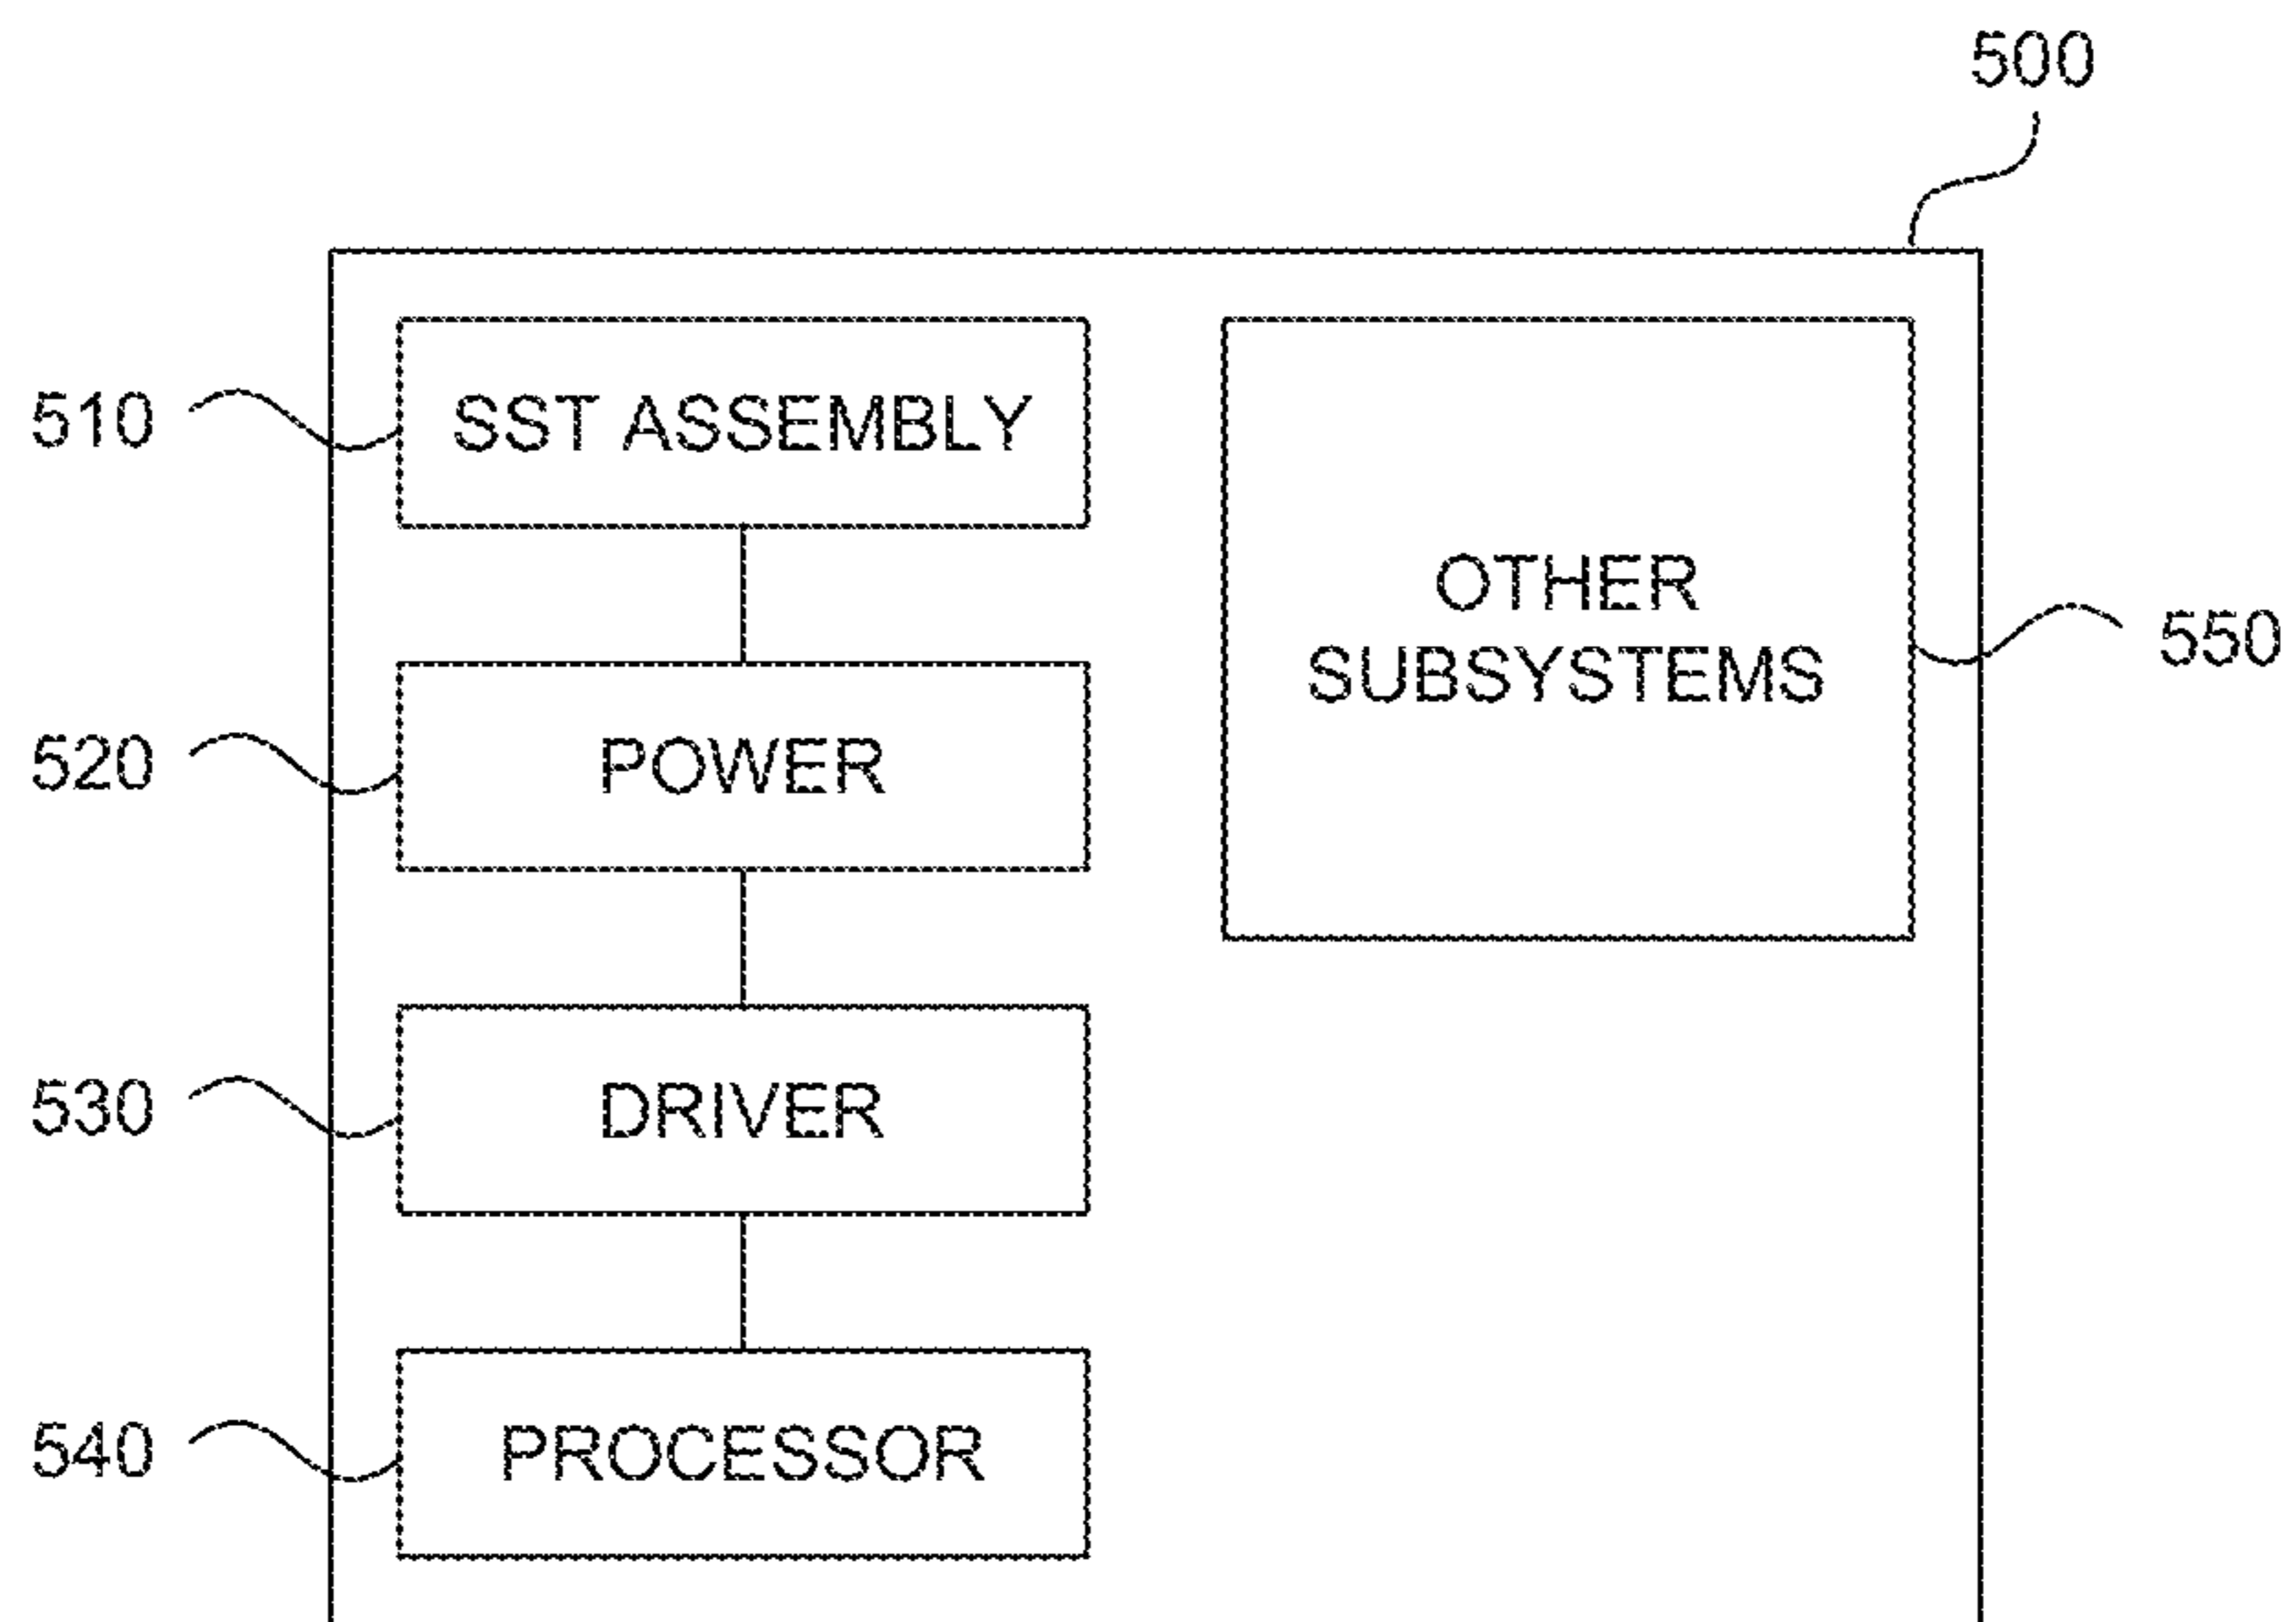 500
510
SST ASSEMBLY
OTHER
SUBSYSTEMS
550
520
POWER
530
DRIVER
540
PROCESSOR